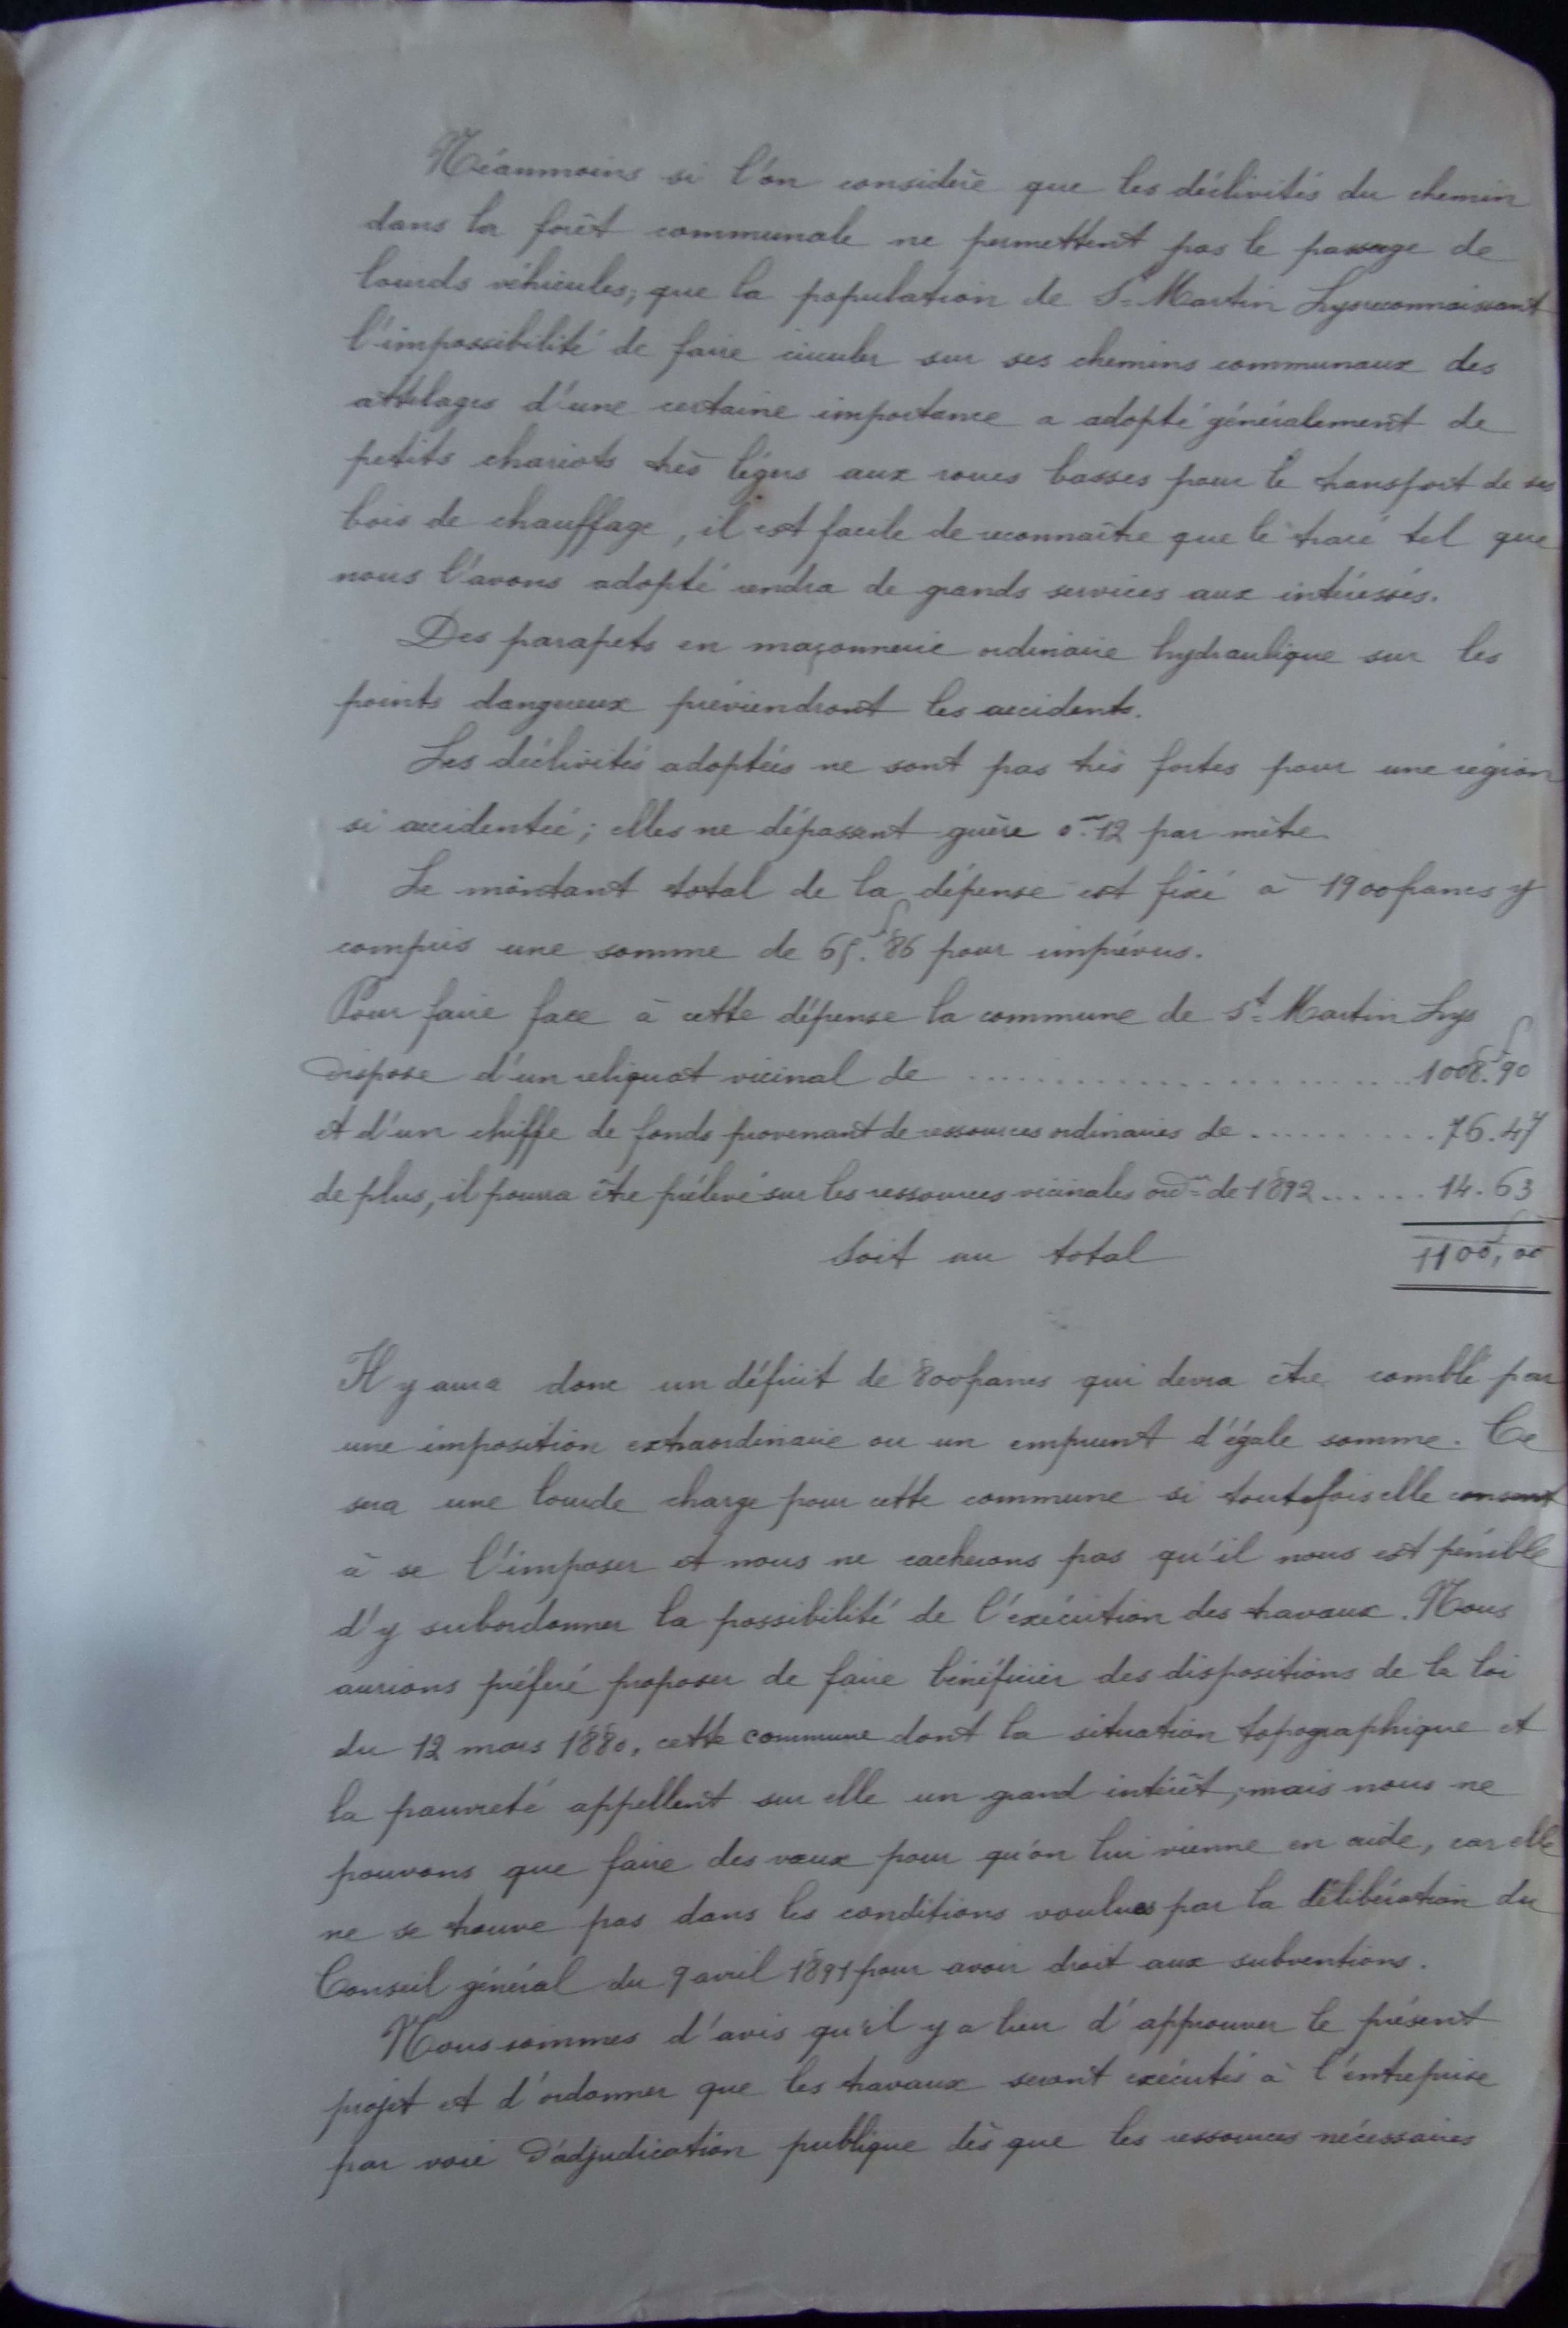 Néanmoins si l'on considère que les déclivités du chemin
dans la forêt communale ne permettent pas le passage de
lourds véhicules; que la population de St Martin Lys reconnaissant
l'impossibilité de faire circuler sur ses chemins communaux des
attelages d'une certaine importance a adopté généralement de
petits chariots très légers aux roues basses pour le transport de ses
bois de chauffage, il est facile de reconnaître que le tracé tel que
nous l'avons adopté rendra de grands services aux intéressés.
Des parapets en maçonnerie ordinaire hydraulique sur les
points dangereux préviendront les accidents.
Les déclivités adoptées ne sont pas très fortes pour une région
si accidentée; elles ne dépassent guère 0m.12 par mètre.
Le montant total de la dépense est fixé à 1900 francs y
compris une somme de 65f.86 pour imprévus.
Pour faire face à cette dépense la commune de St Martin Lys
dispose d'un reliquat vicinal de ........................ 1008f.90
et d'un chiffe de fonds provenant de ressources ordinaires de .......... 76.47
de plus, il pourra être prélevé sur les ressources vicinales ordres de 1892 ...... 14.63
Soit au total 1100f,00
Il y aura donc un déficit de 800 francs qui devra être comblé par
une imposition extraordinaire ou un emprunt d'égale somme. Ce
sera une lourde charge pour cette commune si toutefois elle consent
à se l'imposer et nous ne cacherons pas qu'il nous est pénible
d'y subordonner la possibilité de l'exécution des travaux. Nous
aurions préféré proposer de faire bénéficier des dispositions de la loi
du 12 mars 1880, cette commune dont la situation topographique et
la pauvreté appellent sur elle un grand intérêt, mais nous ne
pouvons que faire des vœux pour qu'on lui vienne en aide, car elle
ne se trouve pas dans les conditions voulues par la délibération du
Conseil général du 9 avril 1891 pour avoir droit aux subventions.
Nous sommes d'avis qu'il y a lieu d'approuver le présent
projet et d'ordonner que les travaux seront exécutés à l'entreprise
par voie d'adjudication publique dès que les ressources nécessaires